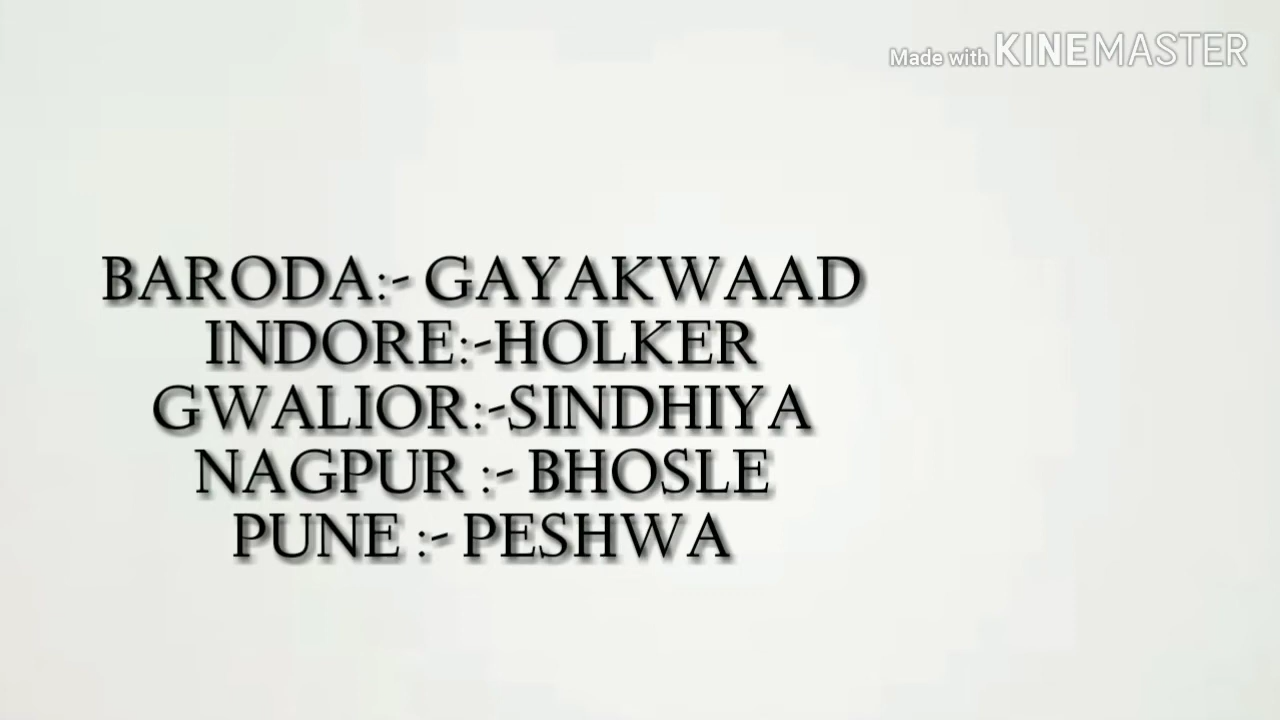 Made with KINEMASTER
BARODA:- GAYAKWAAD
INDORE:-HOLKER
GWALIOR:-SINDHIYA
NAGPUR :- BHOSLE
PUNE :- PESHWA